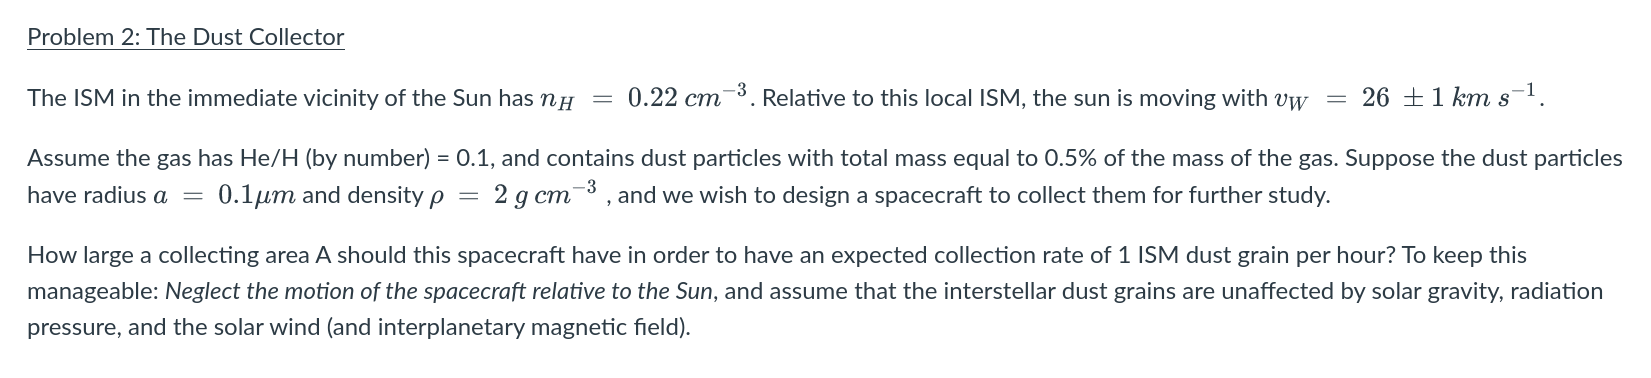 Problem 2: The Dust Collector
The ISM in the immediate vicinity of the Sun has n_H = 0.22 cm^{-3}. Relative to this local ISM, the sun is moving with v_W = 26 ± 1 km s^{-1}.
Assume the gas has He/H (by number) = 0.1, and contains dust particles with total mass equal to 0.5% of the mass of the gas. Suppose the dust particles
have radius a = 0.1μm and density ρ = 2 g cm^{-3} , and we wish to design a spacecraft to collect them for further study.
How large a collecting area A should this spacecraft have in order to have an expected collection rate of 1 ISM dust grain per hour? To keep this
manageable: Neglect the motion of the spacecraft relative to the Sun, and assume that the interstellar dust grains are unaffected by solar gravity, radiation
pressure, and the solar wind (and interplanetary magnetic field).